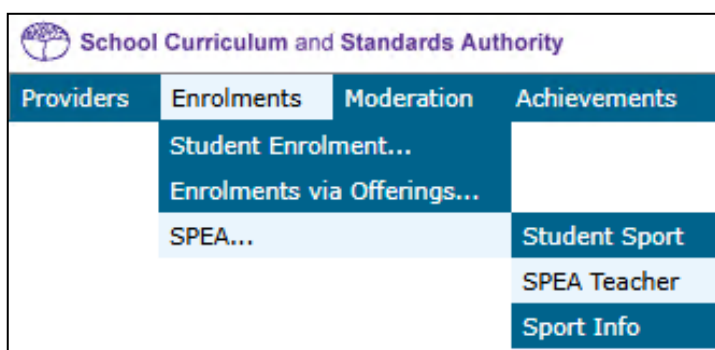 School Curriculum and Standards Authority
Providers Enrolments Moderation Achievements
Student Enrolment...
Enrolments via Offerings...
SPEA... Student Sport
SPEA Teacher
Sport Info